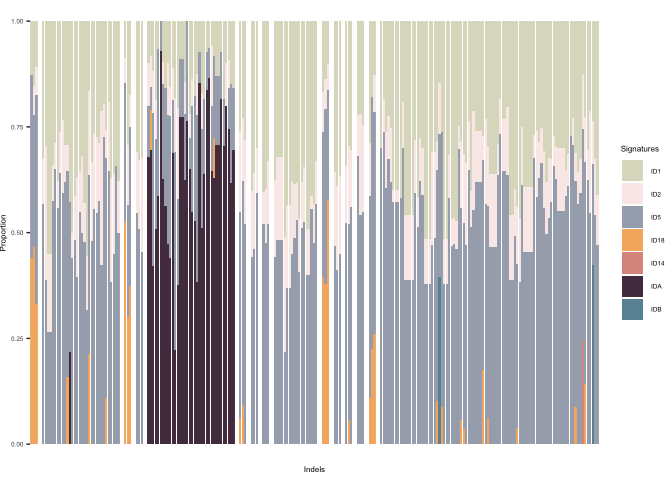 1.00
0.75
0.50
0.25
0.00
Proportion
Indels
Signatures
ID1
ID2
ID5
ID18
ID14
IDA
IDB